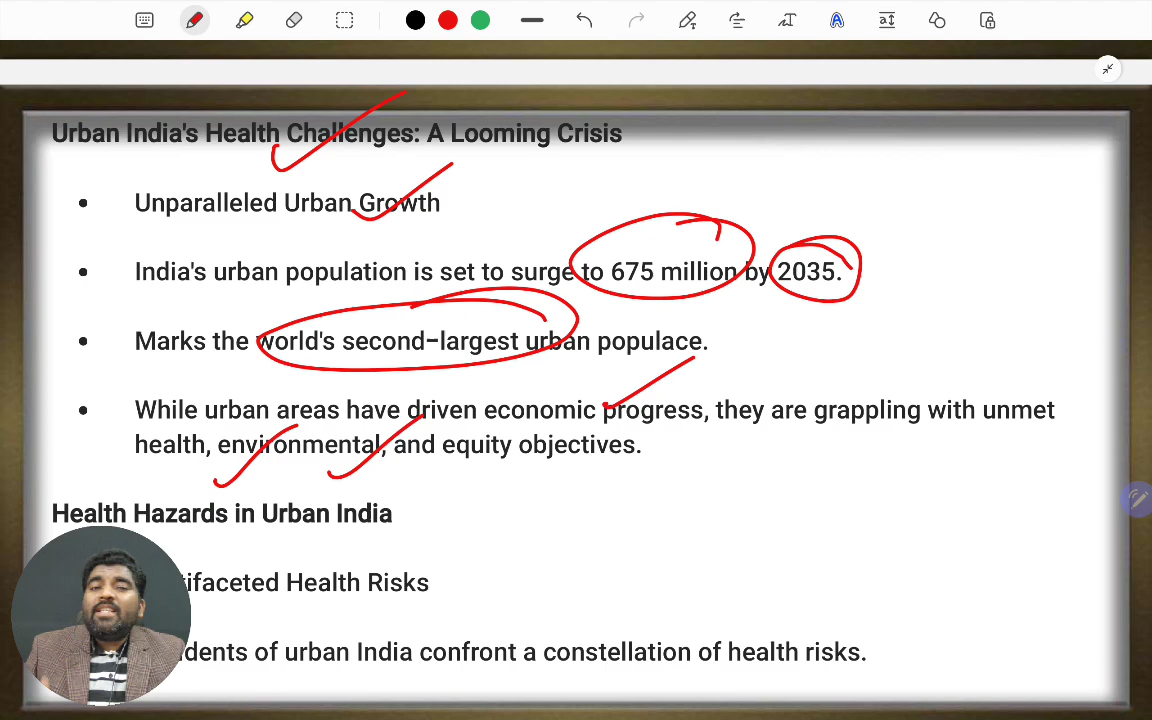 Urban India's Health Challenges: A Looming Crisis
• Unparalleled Urban Growth
• India's urban population is set to surge to 675 million by 2035.
• Marks the world's second-largest urban populace.
• While urban areas have driven economic progress, they are grappling with unmet
health, environmental, and equity objectives.
Health Hazards in Urban India
tifaceted Health Risks
dents of urban India confront a constellation of health risks.